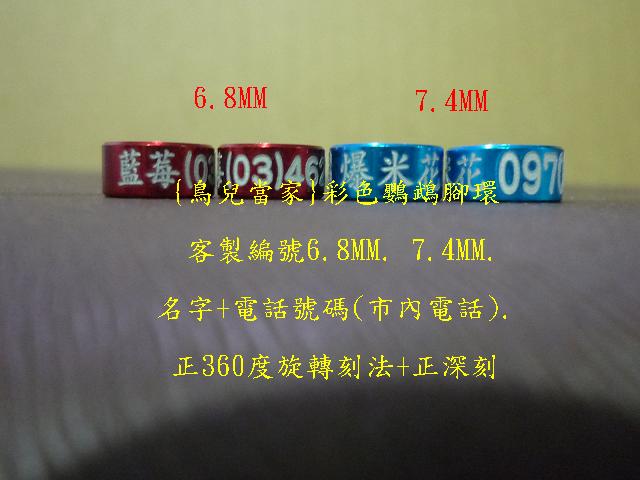 6.8MM 7.4MM
藍莓(0 莓(03)46 爆米花 花 0970
{鳥兒當家}彩色鸚鵡腳環
客製編號6.8MM. 7.4MM.
名字+電話號碼(市內電話).
正360度旋轉刻法+正深刻